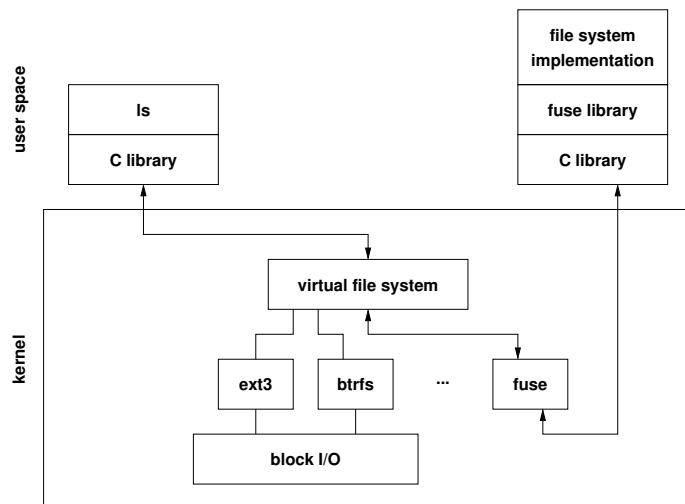 file system
implementation
user space
ls
fuse library
C library
C library
virtual file system
kernel
ext3
btrfs
...
fuse
block I/O